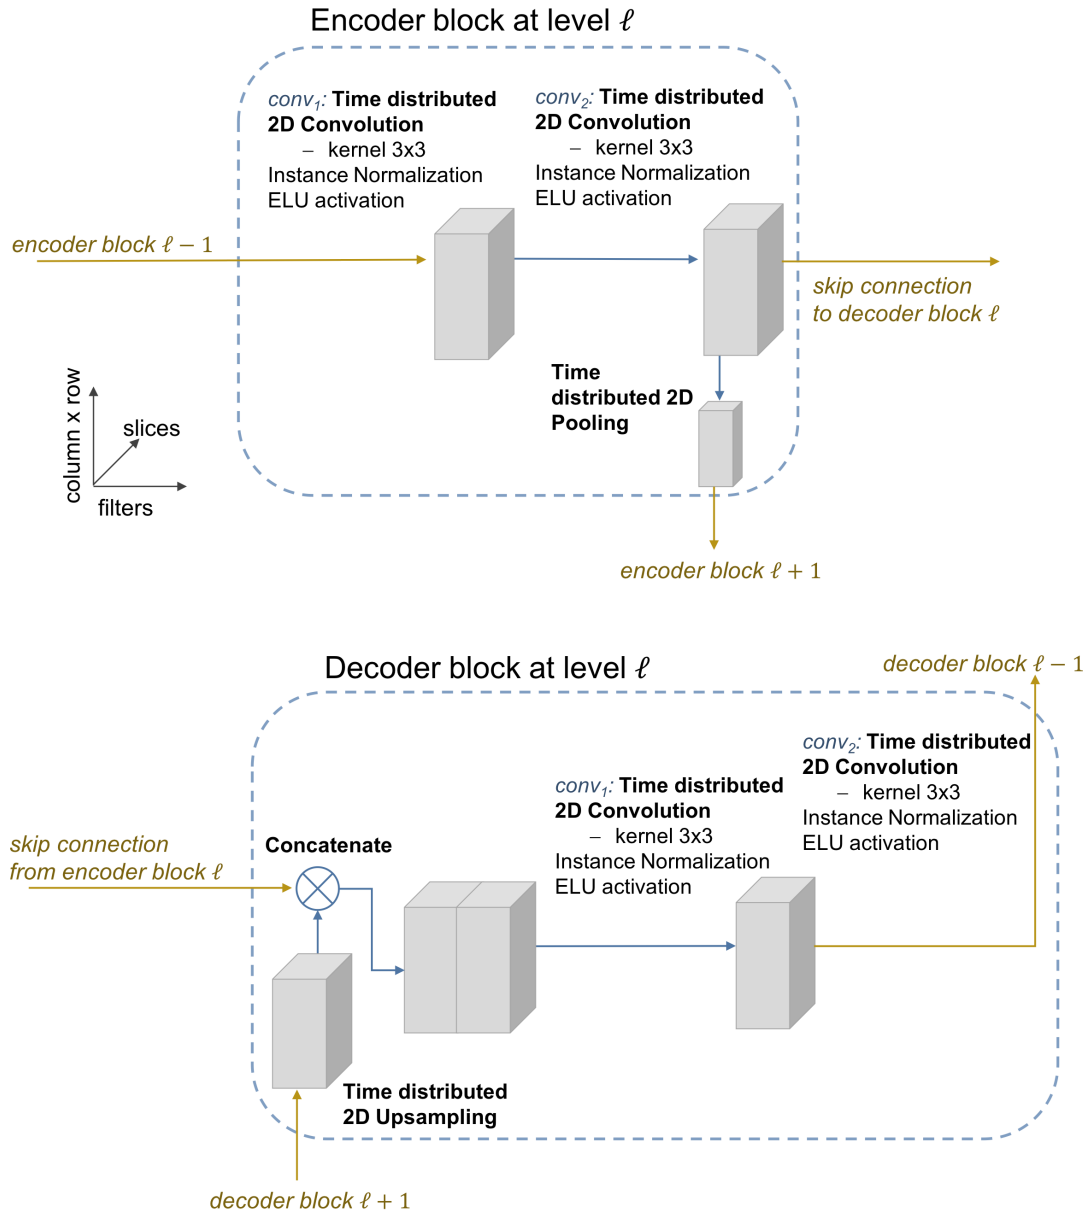 Encoder block at level ℓ
conv1: Time distributed
2D Convolution
– kernel 3x3
Instance Normalization
ELU activation
conv2: Time distributed
2D Convolution
– kernel 3x3
Instance Normalization
ELU activation
encoder block ℓ − 1
skip connection
to decoder block ℓ
Time
distributed 2D
Pooling
column x row
slices
filters
encoder block ℓ + 1
Decoder block at level ℓ
decoder block ℓ − 1
conv1: Time distributed
2D Convolution
– kernel 3x3
Instance Normalization
ELU activation
conv2: Time distributed
2D Convolution
– kernel 3x3
Instance Normalization
ELU activation
skip connection
from encoder block ℓ
Concatenate
Time distributed
2D Upsampling
decoder block ℓ + 1